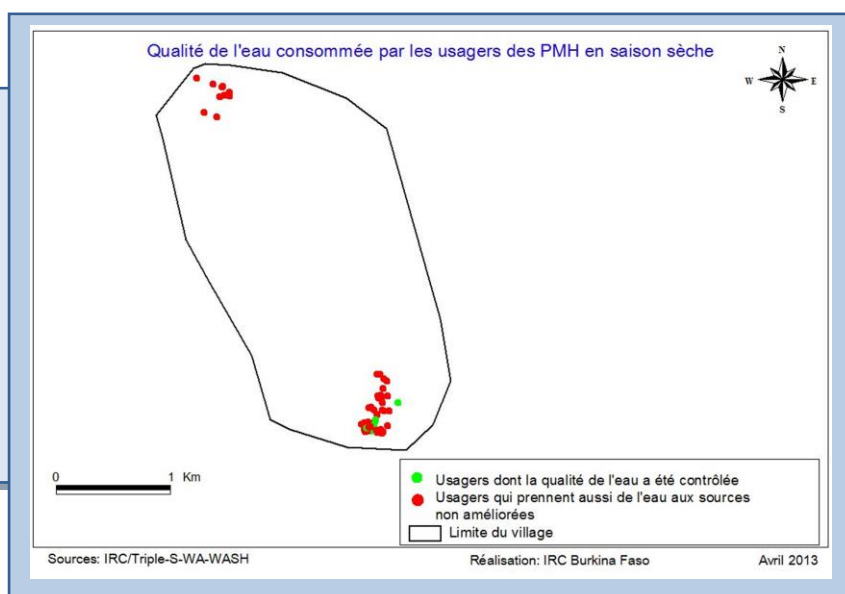 Qualité de l'eau consommée par les usagers des PMH en saison sèche
N
W E
S
0 1 Km
Usagers dont la qualité de l'eau a été contrôlée
Usagers qui prennent aussi de l'eau aux sources
non améliorées
Limite du village
Sources: IRC/Triple-S-WA-WASH Réalisation: IRC Burkina Faso Avril 2013